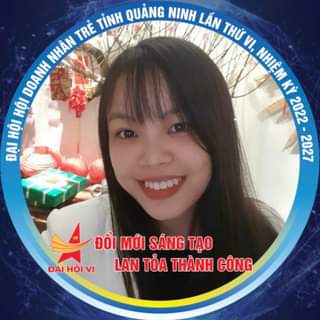 ĐẠI HỘI HỘI DOANH NHÂN TRẺ TỈNH QUẢNG NINH LẦN THỨ VI, NHIỆM KỲ 2022 - 2027
ĐỔI MỚI SÁNG TẠO
LAN TỎA THÀNH CÔNG
ĐẠI HỘI VI